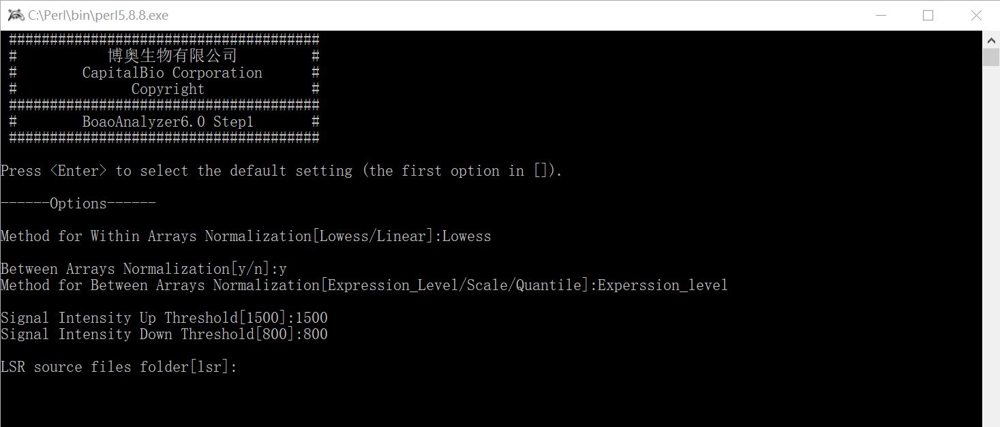 C:\Perl\bin\perl5.8.8.exe
######################################
# 博奥生物有限公司 #
# CapitalBio Corporation #
# Copyright #
######################################
# BoaoAnalyzer6.0 Step1 #
######################################
Press <Enter> to select the default setting (the first option in []).
------Options------
Method for Within Arrays Normalization[Lowess/Linear]:Lowess
Between Arrays Normalization[y/n]:y
Method for Between Arrays Normalization[Expression_Level/Scale/Quantile]:Experssion_level
Signal Intensity Up Threshold[1500]:1500
Signal Intensity Down Threshold[800]:800
LSR source files folder[lsr]: